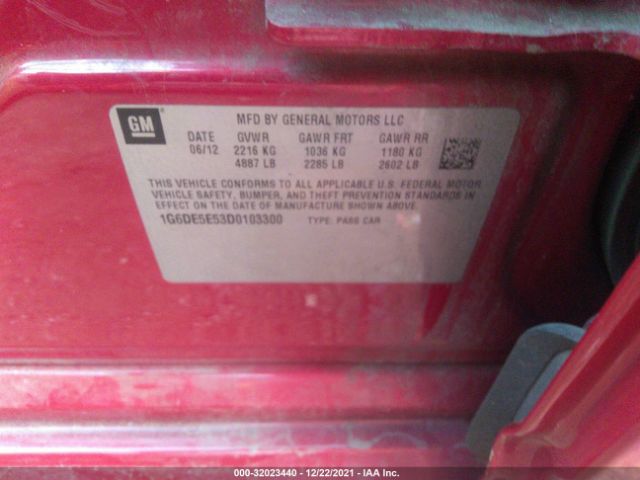 GM
MFD BY GENERAL MOTORS LLC
DATE GVWR GAWR FRT GAWR RR
06/12 2216 KG 1036 KG 1180 KG
4887 LB 2285 LB 2602 LB
THIS VEHICLE CONFORMS TO ALL APPLICABLE U.S. FEDERAL MOTOR
VEHICLE SAFETY, BUMPER, AND THEFT PREVENTION STANDARDS IN
EFFECT ON THE DATE OF MANUFACTURE SHOWN ABOVE.
1G6DE5E53D0103300 TYPE: PASS CAR
000-32023440 - 12/22/2021 - IAA Inc.